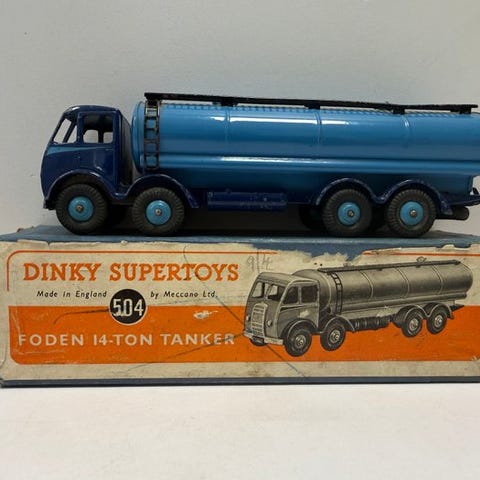 DINKY SUPERTOYS
Made in England 504 by Meccano Ltd.
FODEN 14-TON TANKER